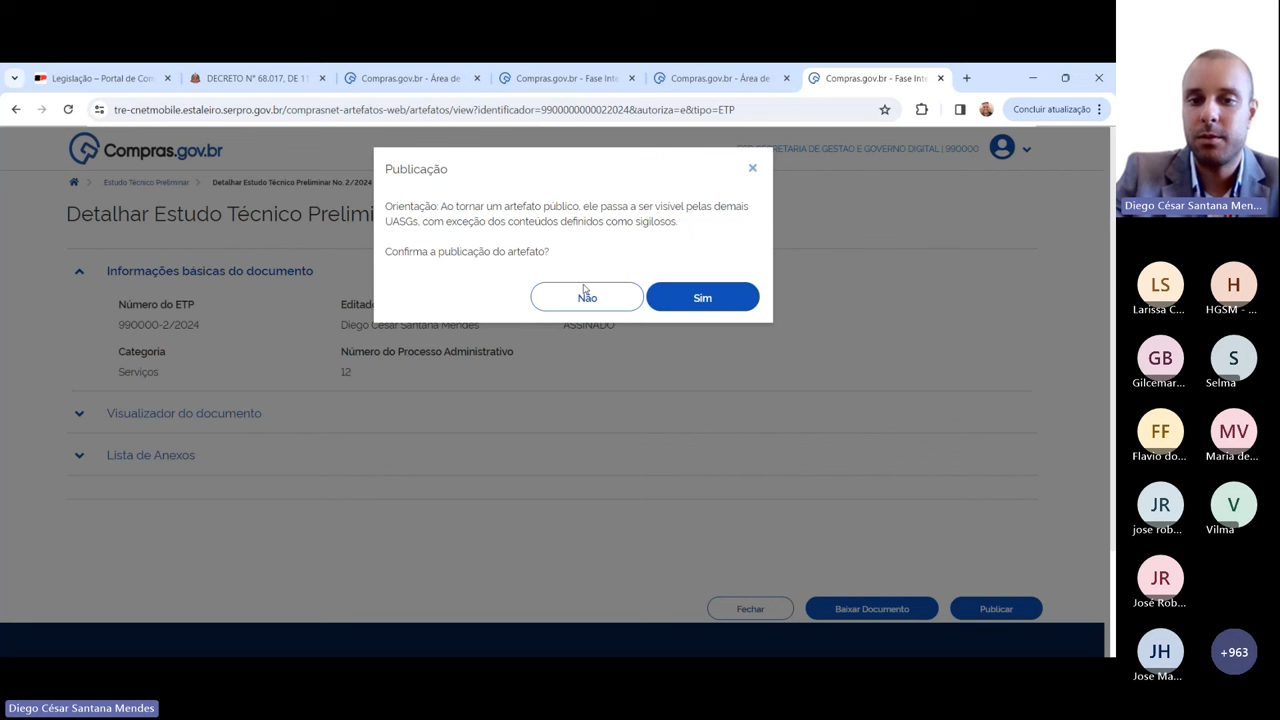 Legislação – Portal de Con
DECRETO N° 68.017, DE 11
Compras.gov.br - Área de
Compras.gov.br - Fase Inte
Compras.gov.br - Área de
Compras.gov.br - Fase Inte
tre-cnetmobile.estaleiro.serpro.gov.br/comprasnet-artefatos-web/artefatos/view?identificador=9900000000022024&autoriza=e&tipo=ETP
Concluir atualização
Compras.gov.br
SECRETARIA DE GESTAO E GOVERNO DIGITAL | 990000
Estudo Técnico Preliminar
Detalhar Estudo Técnico Preliminar No. 2/2024
Detalhar Estudo Técnico Prelimi
Publicação
Orientação: Ao tornar um artefato público, ele passa a ser visível pelas demais
UASGs, com exceção dos conteúdos definidos como sigilosos.
Confirma a publicação do artefato?
Não
Sim
Informações básicas do documento
Número do ETP
Editad
990000-2/2024
Diego César Santana Mendes
ASSINADO
Categoria
Número do Processo Administrativo
Serviços
12
Visualizador do documento
Lista de Anexos
Fechar
Baixar Documento
Publicar
Diego César Santana Men...
LS
Larissa C...
H
HGSM - ...
GB
Gilcemar...
S
Selma
FF
Flavio do...
MV
Maria de...
JR
jose rob...
V
Vilma
JR
José Rob...
JH
Jose Ma...
+963
Diego César Santana Mendes